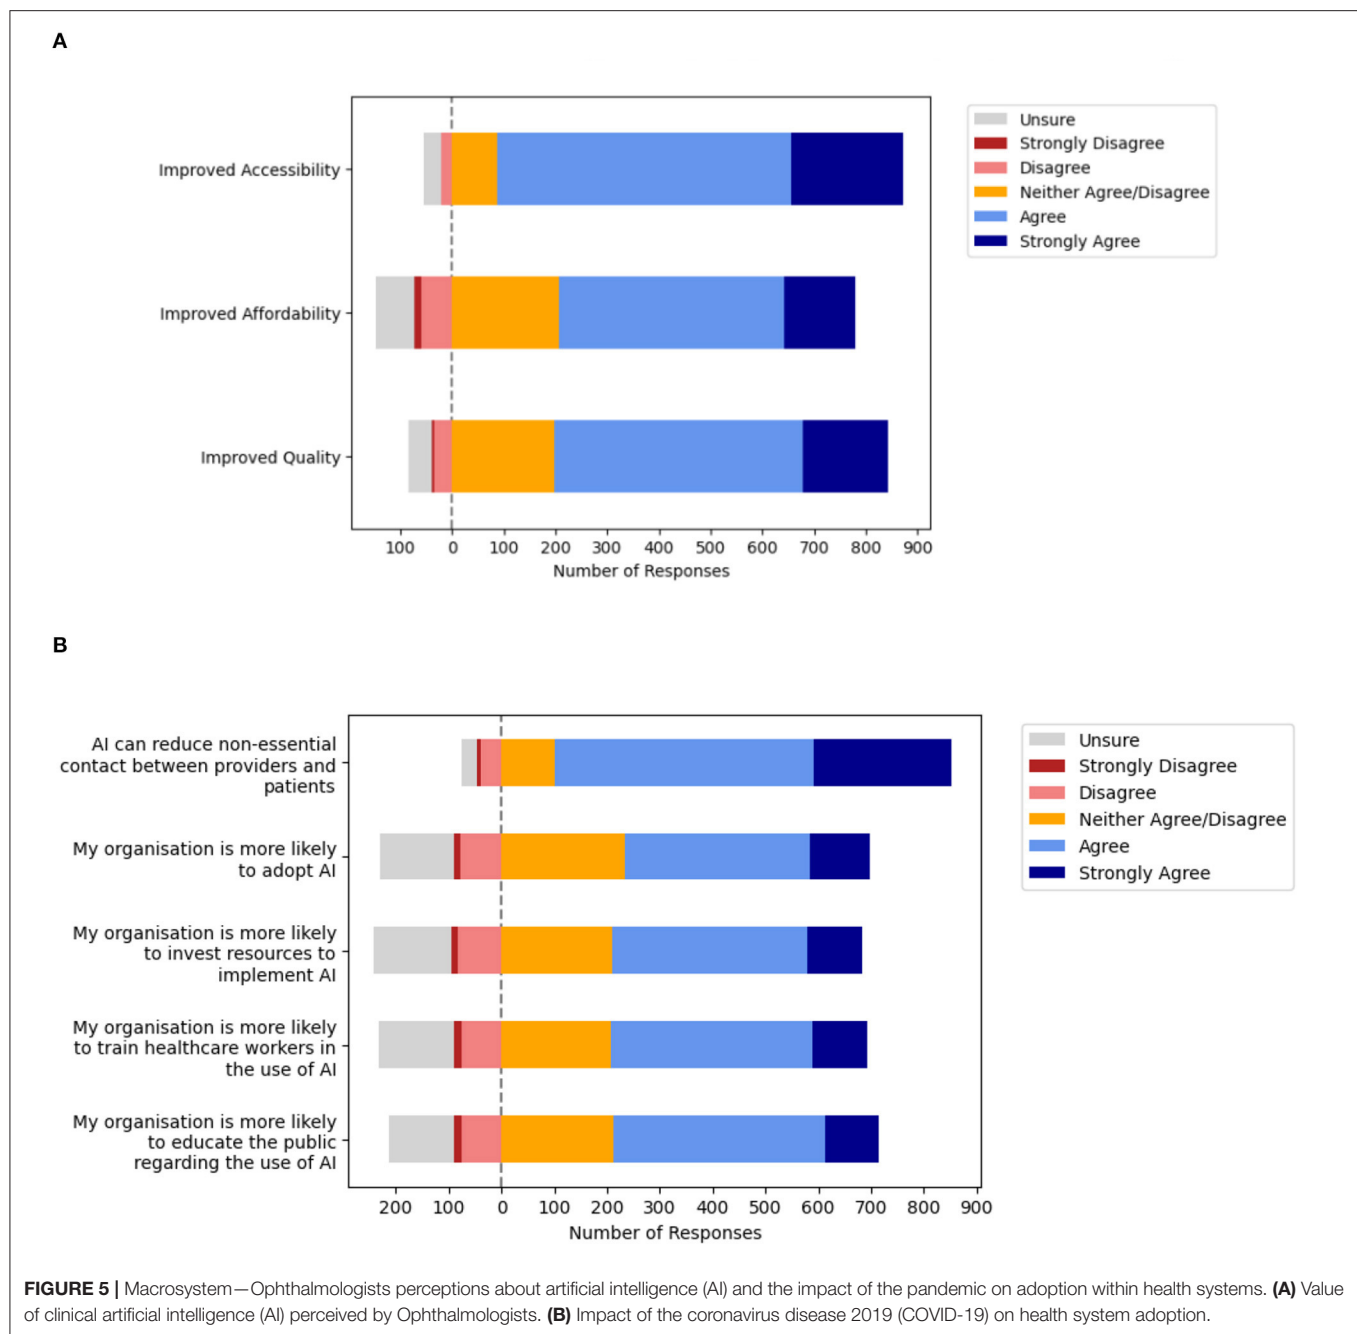 A
Improved Accessibility
Improved Affordability
Improved Quality
100 0 100 200 300 400 500 600 700 800 900
Number of Responses
Unsure
Strongly Disagree
Disagree
Neither Agree/Disagree
Agree
Strongly Agree
B
AI can reduce non-essential
contact between providers and
patients
My organisation is more likely
to adopt AI
My organisation is more likely
to invest resources to
implement AI
My organisation is more likely
to train healthcare workers in
the use of AI
My organisation is more likely
to educate the public
regarding the use of AI
200 100 0 100 200 300 400 500 600 700 800 900
Number of Responses
Unsure
Strongly Disagree
Disagree
Neither Agree/Disagree
Agree
Strongly Agree
FIGURE 5 | Macrosystem—Ophthalmologists perceptions about artificial intelligence (AI) and the impact of the pandemic on adoption within health systems. (A) Value
of clinical artificial intelligence (AI) perceived by Ophthalmologists. (B) Impact of the coronavirus disease 2019 (COVID-19) on health system adoption.